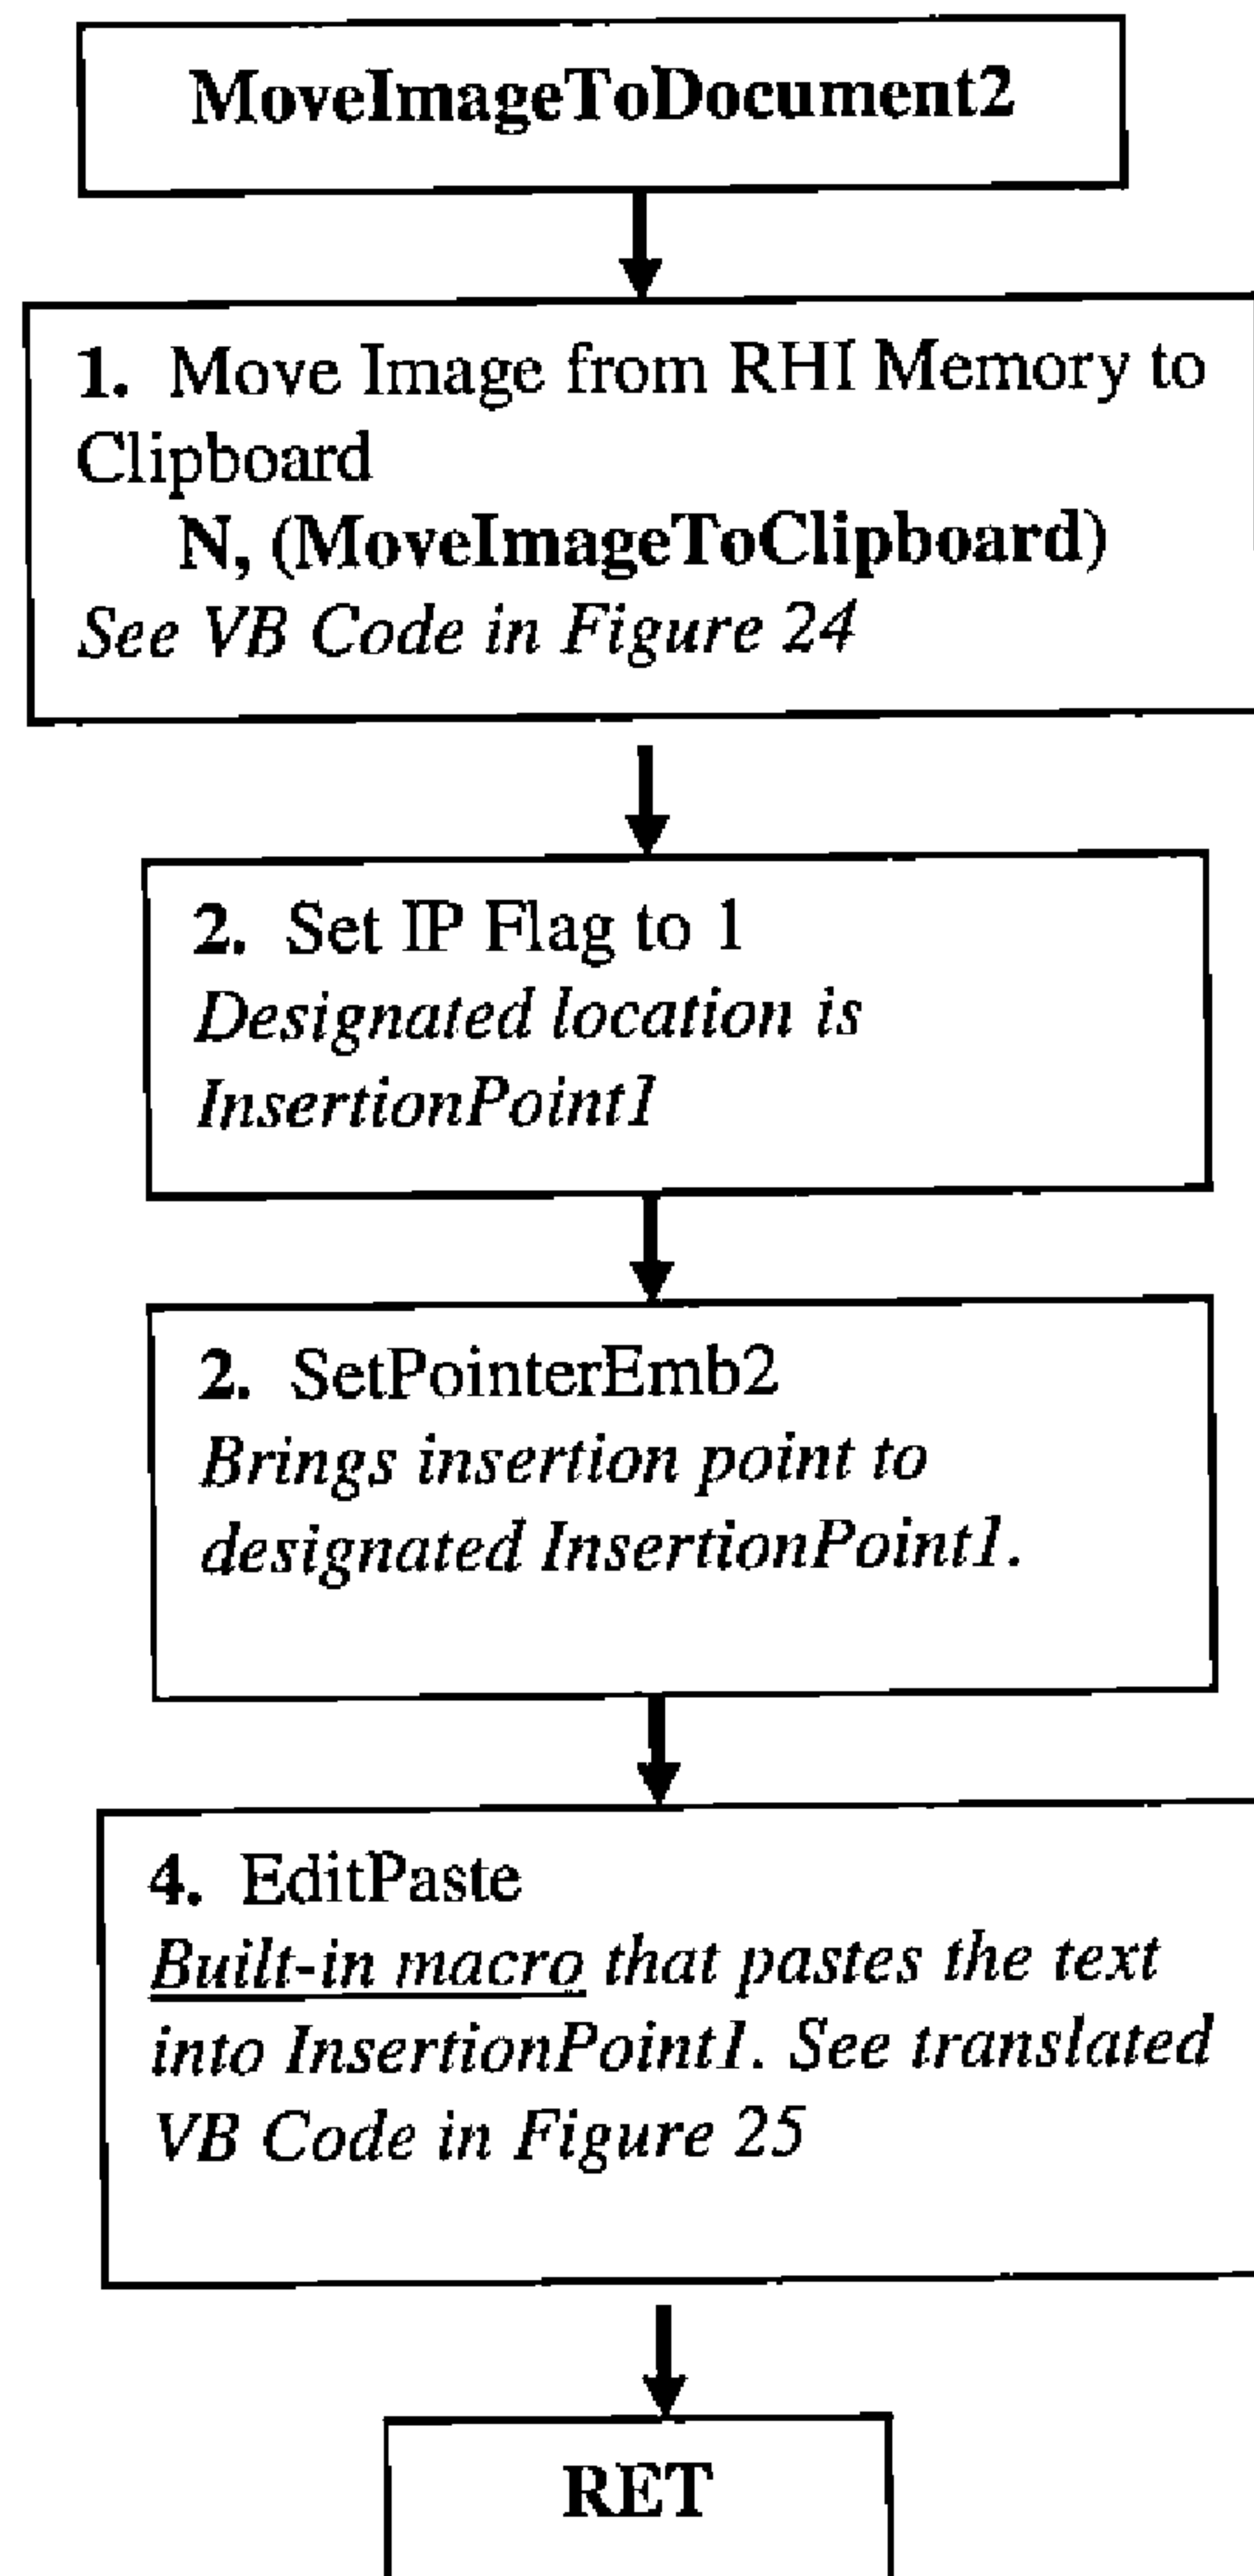 MoveImageToDocument2
1. Move Image from RHI Memory to
Clipboard
N, (MoveImageToClipboard)
See VB Code in Figure 24
2. Set IP Flag to 1
Designated location is
InsertionPoint1
2. SetPointerEmb2
Brings insertion point to
designated InsertionPoint1.
4. EditPaste
Built-in macro that pastes the text
into InsertionPoint1. See translated
VB Code in Figure 25
RET